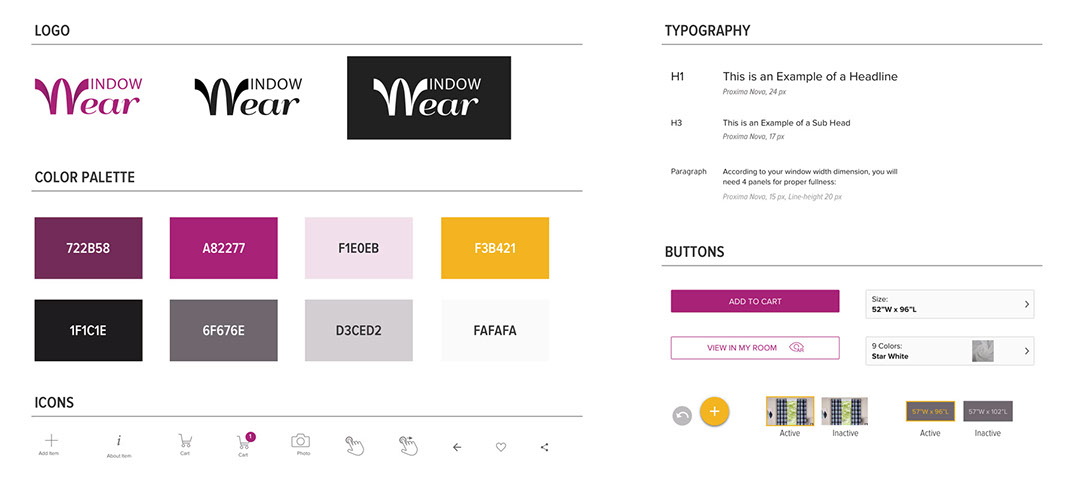 LOGO
WINDOW
Wear
WINDOW
Wear
WINDOW
Wear
COLOR PALETTE
722B58
A82277
F1E0EB
F3B421
1F1C1E
6F676E
D3CED2
FAFAFA
ICONS
Add Item
i
About Item
Cart
1
Cart
Photo
TYPOGRAPHY
H1
This is an Example of a Headline
Proxima Nova, 24 px
H3
This is an Example of a Sub Head
Proxima Nova, 17 px
Paragraph
According to your window width dimension, you will
need 4 panels for proper fullness:
Proxima Nova, 15 px, Line-height 20 px
BUTTONS
ADD TO CART
Size:
52"W x 96"L
VIEW IN MY ROOM
AR
9 Colors:
Star White
+
Active
Inactive
57"W x 96"L
Active
57"W x 102"L
Inactive